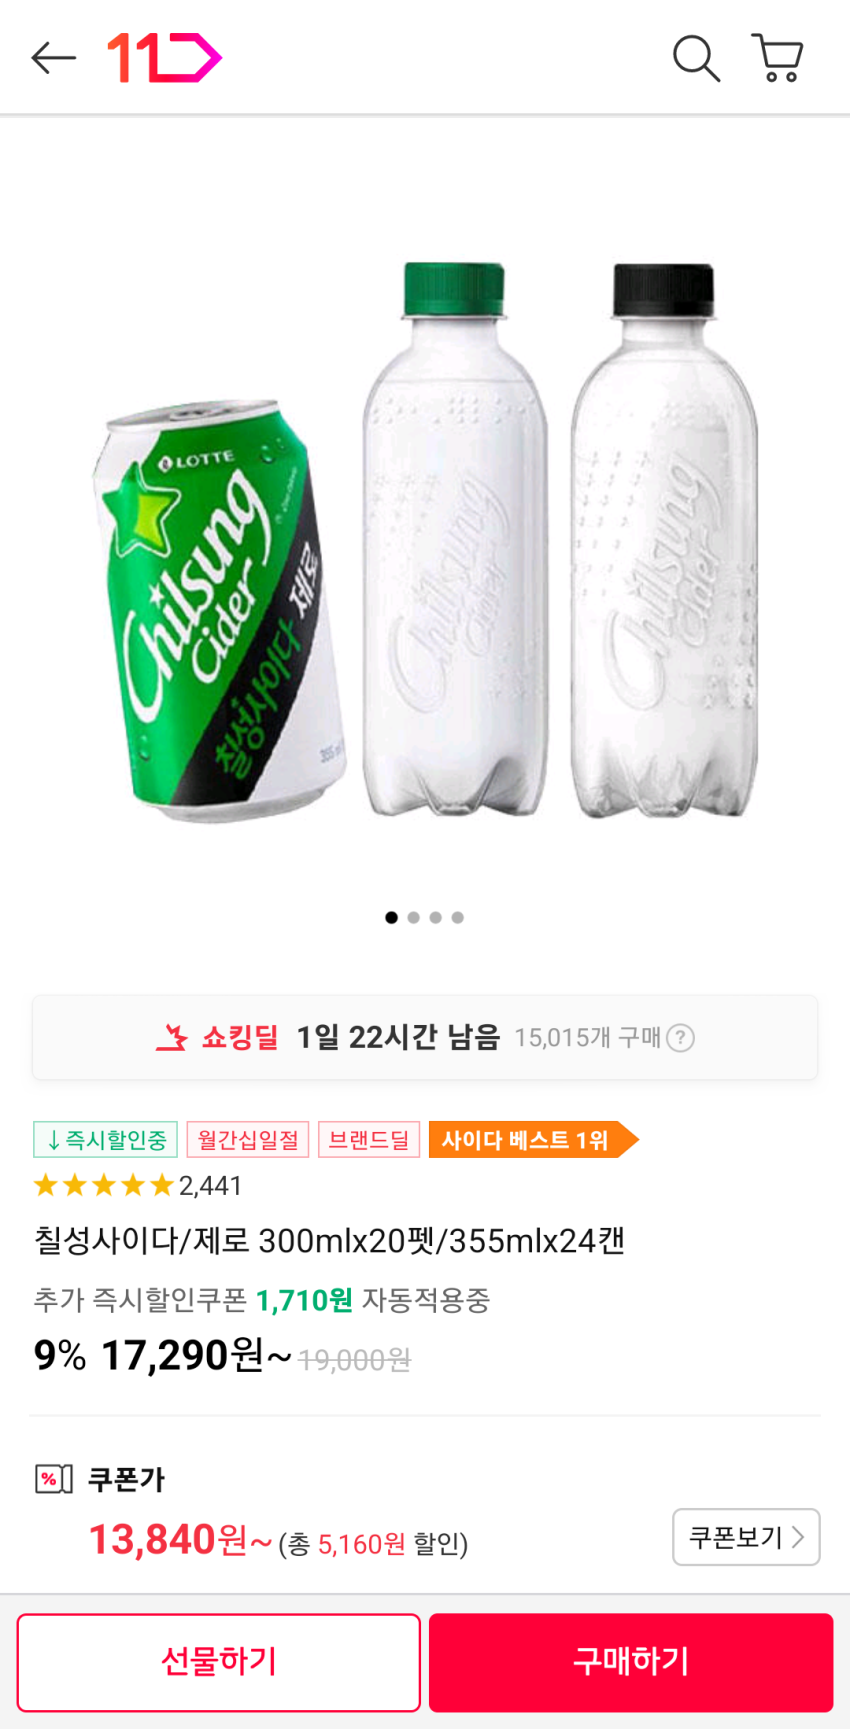 11
LOTTE
Chilsung
Cider
칠성사이다 제로
Chilsung
Cider
Chilsung
Cider
쇼킹딜 1일 22시간 남음 15,015개 구매 ?
↓즉시할인중 월간십일절 브랜드딜 사이다 베스트 1위
★★★★★ 2,441
칠성사이다/제로 300mlx20펫/355mlx24캔
추가 즉시할인쿠폰 1,710원 자동적용중
9% 17,290원~ 19,000원
% 쿠폰가
13,840원~ (총 5,160원 할인)
쿠폰보기 >
선물하기
구매하기